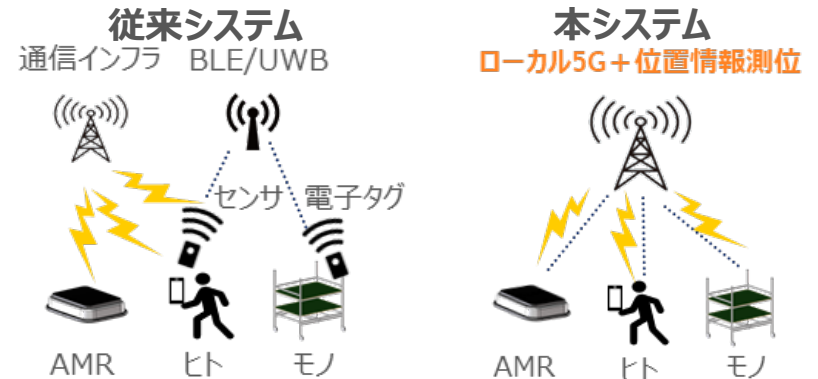 従来システム
通信インフラ BLE/UWB
センサ 電子タグ
AMR ヒト モノ
本システム
ローカル5G+位置情報測位
AMR ヒト モノ